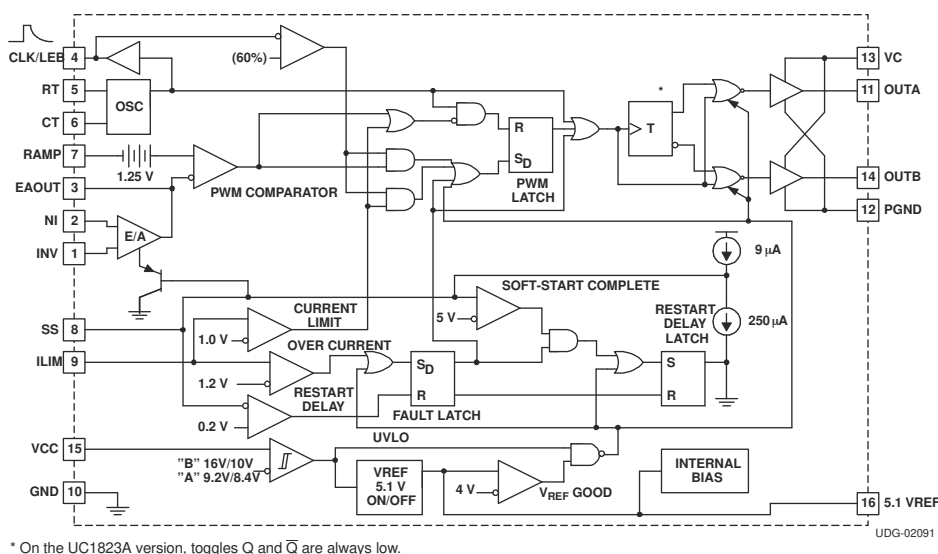 CLK/LEB 4
(60%)
13 VC
RT 5
OSC
*
11 OUTA
CT 6
R
T
RAMP 7
1.25 V
SD
PWM COMPARATOR
PWM
LATCH
EAOUT 3
14 OUTB
NI 2
12 PGND
E/A
INV 1
9 μA
SOFT-START COMPLETE
SS 8
CURRENT
LIMIT
5 V
RESTART
DELAY
LATCH
250 μA
1.0 V
ILIM 9
OVER CURRENT
SD
S
1.2 V
RESTART
DELAY
R
R
FAULT LATCH
0.2 V
UVLO
VCC 15
"B" 16V/10V
"A" 9.2V/8.4V
VREF
5.1 V
ON/OFF
4 V
VREF GOOD
INTERNAL
BIAS
GND 10
16 5.1 VREF
UDG-02091
* On the UC1823A version, toggles Q and Q̅ are always low.